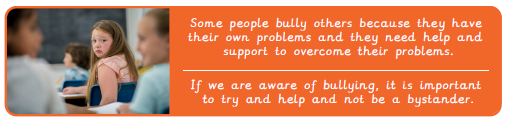 Some people bully others because they have
their own problems and they need help and
support to overcome their problems.
If we are aware of bullying, it is important
to try and help and not be a bystander.